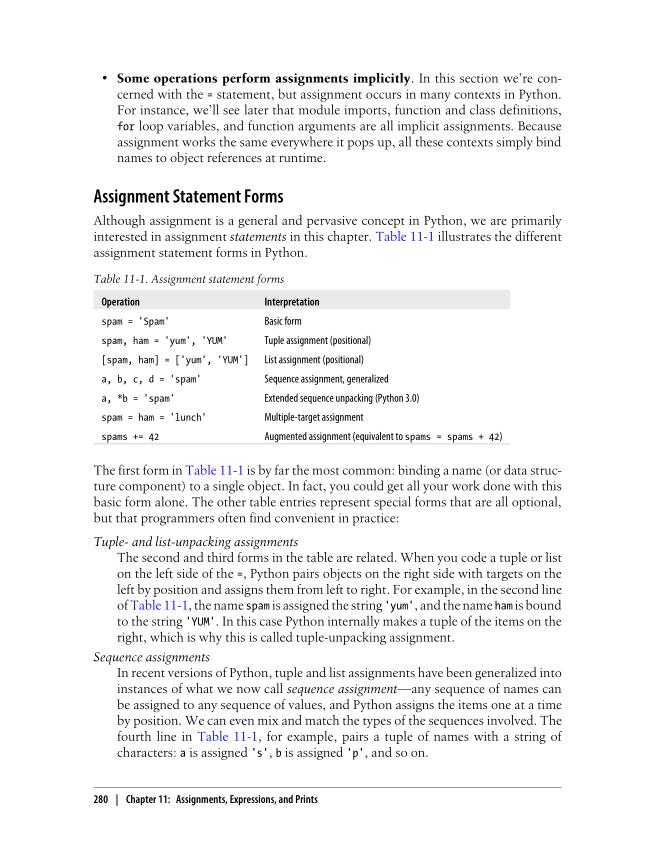 • Some operations perform assignments implicitly. In this section we're con-
cerned with the = statement, but assignment occurs in many contexts in Python.
For instance, we'll see later that module imports, function and class definitions,
for loop variables, and function arguments are all implicit assignments. Because
assignment works the same everywhere it pops up, all these contexts simply bind
names to object references at runtime.
Assignment Statement Forms
Although assignment is a general and pervasive concept in Python, we are primarily
interested in assignment statements in this chapter. Table 11-1 illustrates the different
assignment statement forms in Python.
Table 11-1. Assignment statement forms
Operation Interpretation
spam = 'Spam' Basic form
spam, ham = 'yum', 'YUM' Tuple assignment (positional)
[spam, ham] = ['yum', 'YUM'] List assignment (positional)
a, b, c, d = 'spam' Sequence assignment, generalized
a, *b = 'spam' Extended sequence unpacking (Python 3.0)
spam = ham = 'lunch' Multiple-target assignment
spams += 42 Augmented assignment (equivalent to spams = spams + 42)
The first form in Table 11-1 is by far the most common: binding a name (or data struc-
ture component) to a single object. In fact, you could get all your work done with this
basic form alone. The other table entries represent special forms that are all optional,
but that programmers often find convenient in practice:
Tuple- and list-unpacking assignments
The second and third forms in the table are related. When you code a tuple or list
on the left side of the =, Python pairs objects on the right side with targets on the
left by position and assigns them from left to right. For example, in the second line
of Table 11-1, the name spam is assigned the string 'yum', and the name ham is bound
to the string 'YUM'. In this case Python internally makes a tuple of the items on the
right, which is why this is called tuple-unpacking assignment.
Sequence assignments
In recent versions of Python, tuple and list assignments have been generalized into
instances of what we now call sequence assignment—any sequence of names can
be assigned to any sequence of values, and Python assigns the items one at a time
by position. We can even mix and match the types of the sequences involved. The
fourth line in Table 11-1, for example, pairs a tuple of names with a string of
characters: a is assigned 's', b is assigned 'p', and so on.
280 | Chapter 11: Assignments, Expressions, and Prints